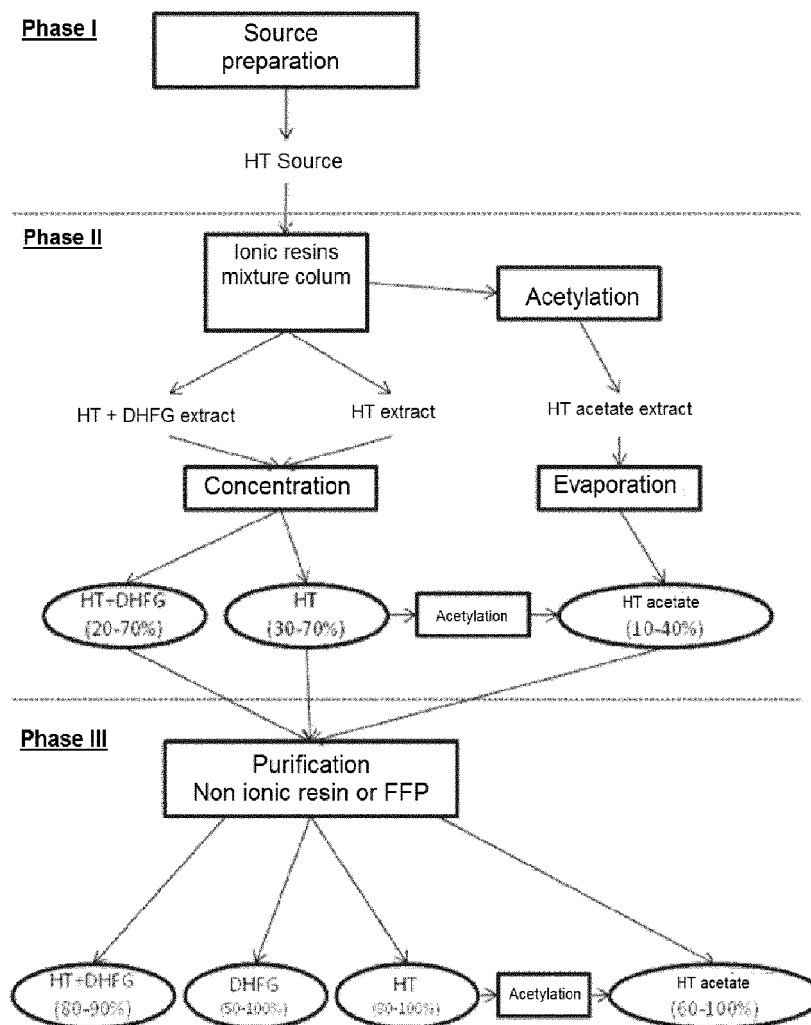 Phase I
Source
preparation
HT Source
Phase II
Ionic resins
mixture colum
Acetylation
HT + DHFG extract
HT extract
HT acetate extract
Concentration
Evaporation
HT+DHFG
(20-70%)
HT
(30-70%)
Acetylation
HT acetate
(10-40%)
Phase III
Purification
Non ionic resin or FFP
HT+DHFG
(80-90%)
DHFG
(50-100%)
HT
Acetylation
HT acetate
(60-100%)